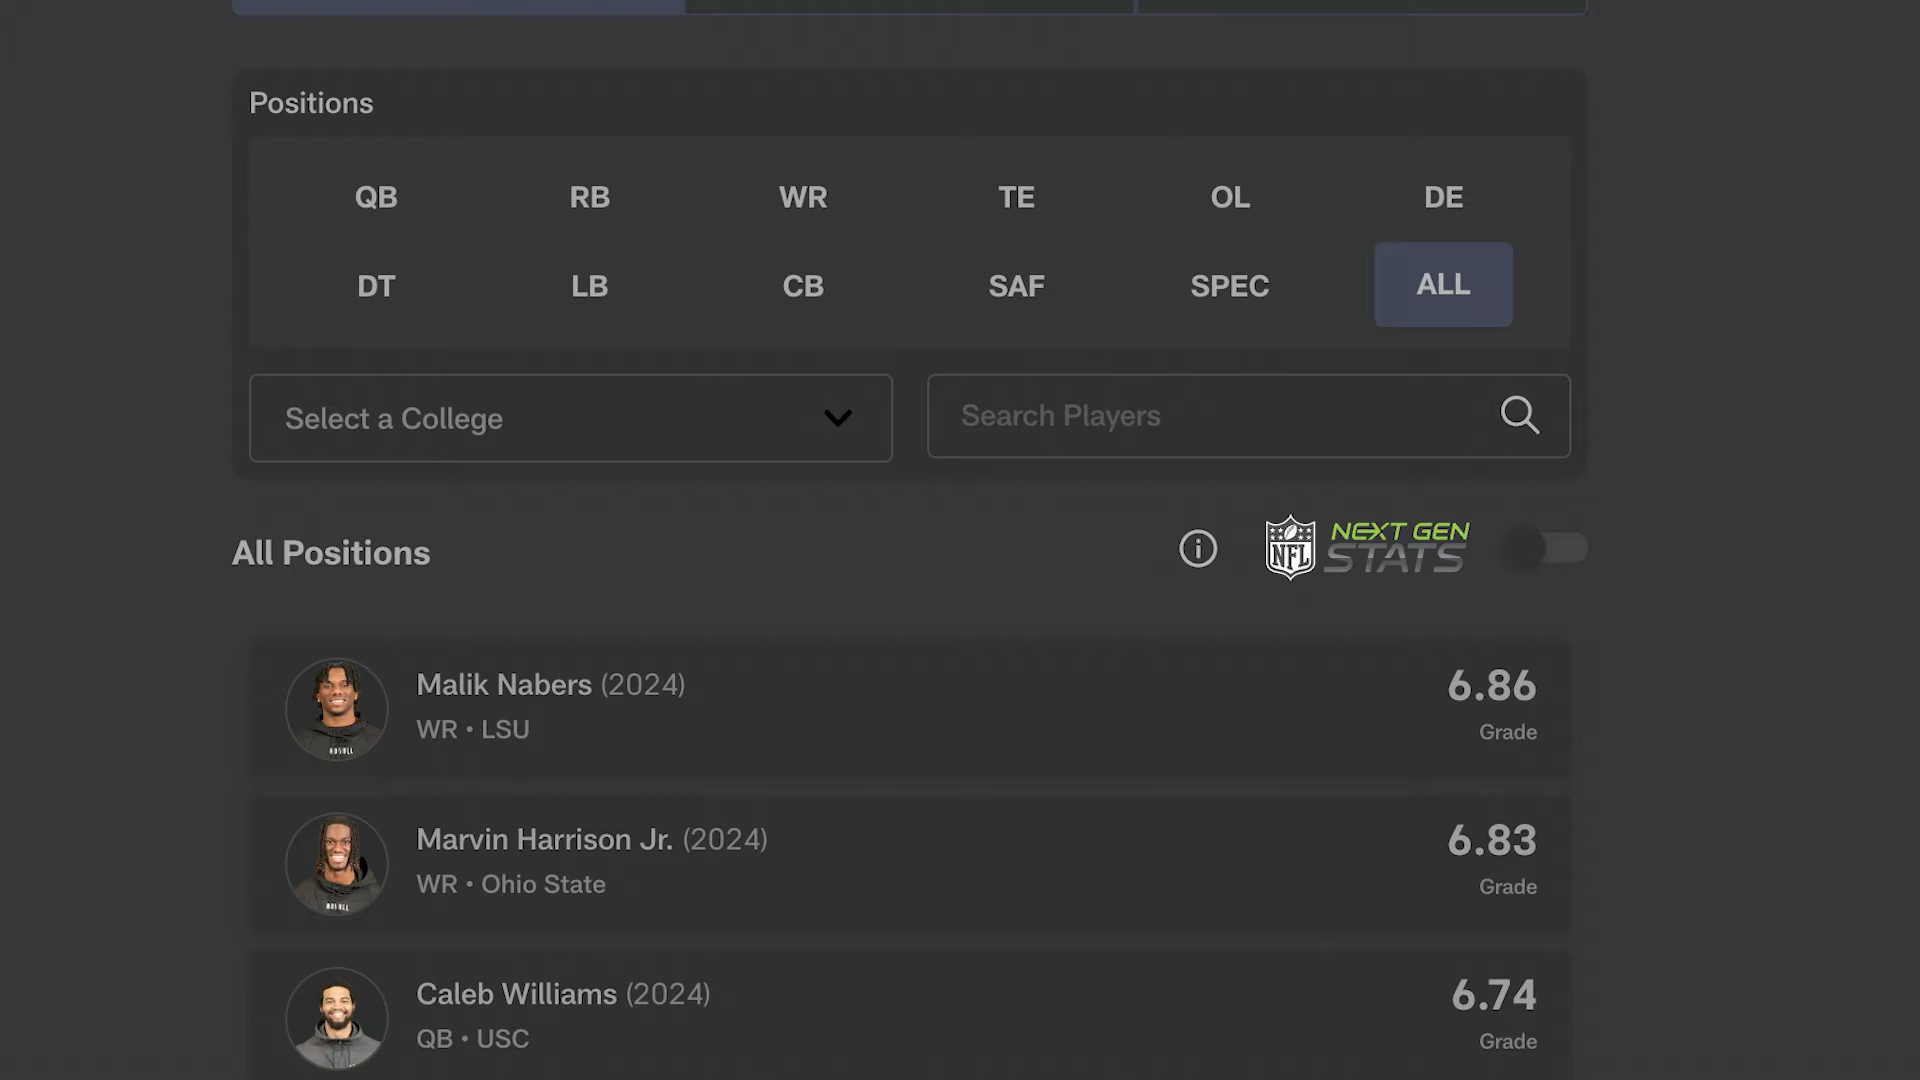 Positions
QB RB WR TE OL DE
DT LB CB SAF SPEC ALL
Select a College
Search Players
All Positions
NFL
NEXT GEN
STATS
Malik Nabers (2024)
6.86
WR • LSU
Grade
Marvin Harrison Jr. (2024)
6.83
WR • Ohio State
Grade
Caleb Williams (2024)
6.74
QB • USC
Grade